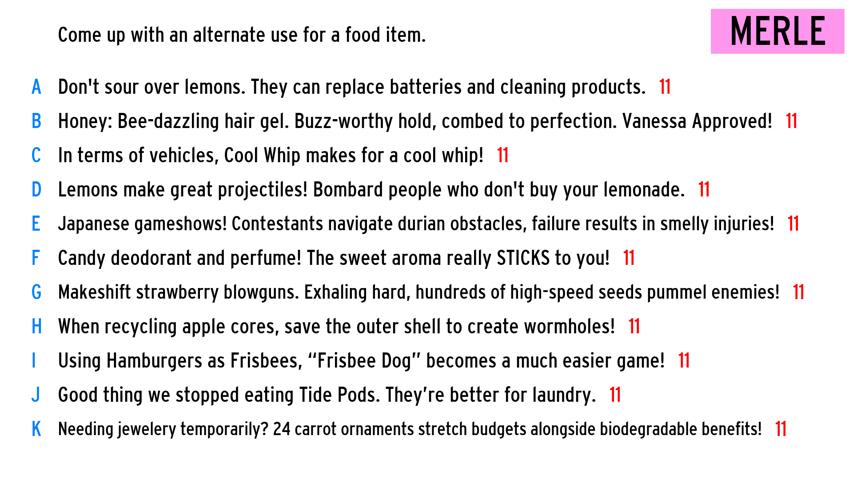 Come up with an alternate use for a food item.
MERLE
A Don't sour over lemons. They can replace batteries and cleaning products. 11
B Honey: Bee-dazzling hair gel. Buzz-worthy hold, combed to perfection. Vanessa Approved! 11
C In terms of vehicles, Cool Whip makes for a cool whip! 11
D Lemons make great projectiles! Bombard people who don't buy your lemonade. 11
E Japanese gameshows! Contestants navigate durian obstacles, failure results in smelly injuries! 11
F Candy deodorant and perfume! The sweet aroma really STICKS to you! 11
G Makeshift strawberry blowguns. Exhaling hard, hundreds of high-speed seeds pummel enemies! 11
H When recycling apple cores, save the outer shell to create wormholes! 11
I Using Hamburgers as Frisbees, “Frisbee Dog” becomes a much easier game! 11
J Good thing we stopped eating Tide Pods. They’re better for laundry. 11
K Needing jewelery temporarily? 24 carrot ornaments stretch budgets alongside biodegradable benefits! 11